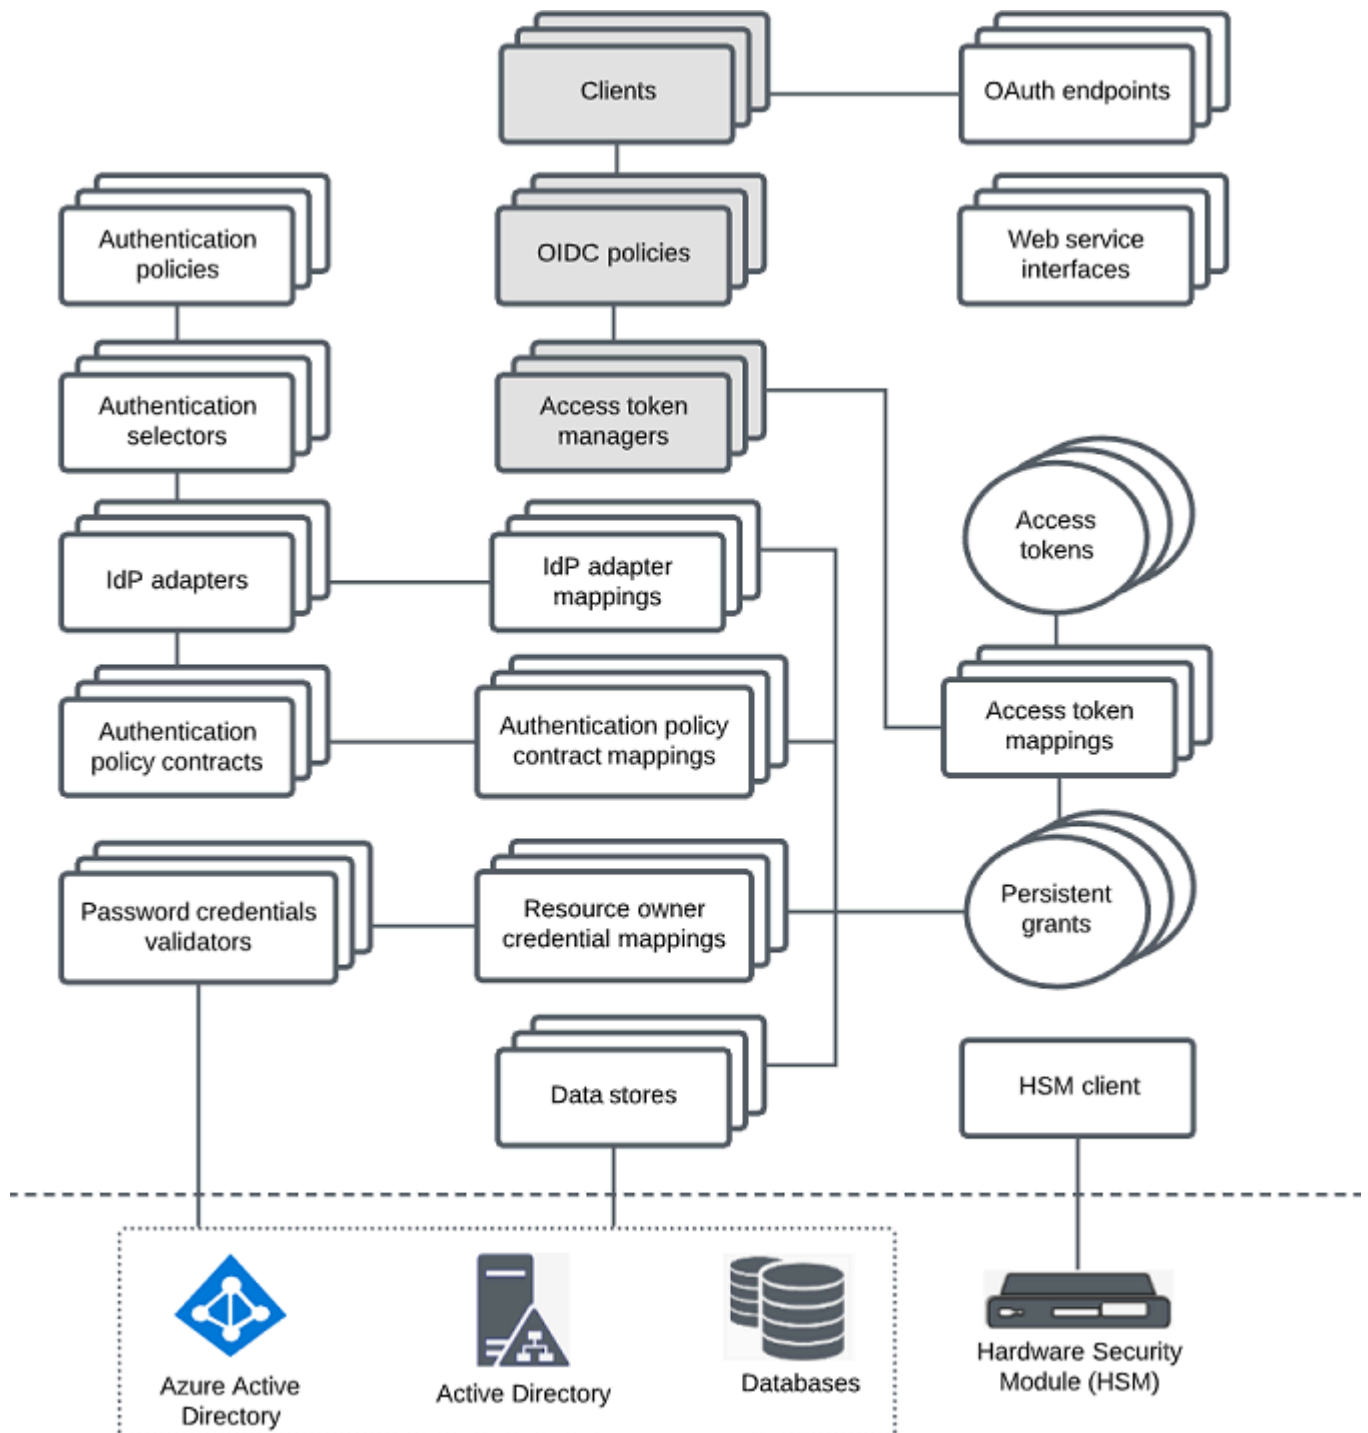 Clients
OAuth endpoints
Authentication
policies
OIDC policies
Web service
interfaces
Authentication
selectors
Access token
managers
Access
tokens
IdP adapters
IdP adapter
mappings
Authentication
policy contracts
Authentication policy
contract mappings
Access token
mappings
Password credentials
validators
Resource owner
credential mappings
Persistent
grants
Data stores
HSM client
Azure Active
Directory
Active Directory
Databases
Hardware Security
Module (HSM)